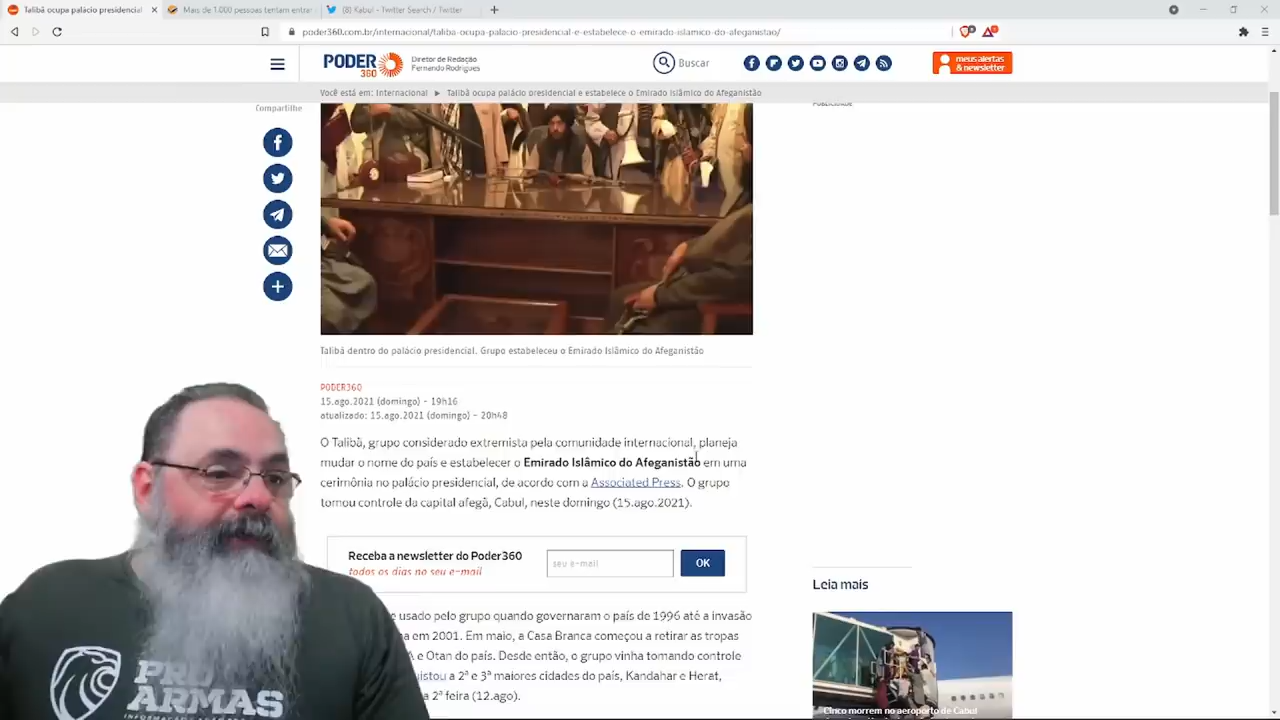 Talibã ocupa palácio presidencial
Mais de 1.000 pessoas tentam entrar
(8) Kabul - Twitter Search / Twitter
poder360.com.br/internacional/taliba-ocupa-palacio-presidencial-e-estabelece-o-emirado-islamico-do-afeganistao/
PODER 360
Diretor de Redação
Fernando Rodrigues
Buscar
meus alertas
& newsletter
Você está em: Internacional ▶ Talibã ocupa palácio presidencial e estabelece o Emirado Islâmico do Afeganistão
Compartilhe
PUBLICIDADE
Talibã dentro do palácio presidencial. Grupo estabeleceu o Emirado Islâmico do Afeganistão
PODER360
15.ago.2021 (domingo) - 19h16
atualizado: 15.ago.2021 (domingo) - 20h48
O Talibã, grupo considerado extremista pela comunidade internacional, planeja
mudar o nome do país e estabelecer o Emirado Islâmico do Afeganistão em uma
cerimônia no palácio presidencial, de acordo com a Associated Press. O grupo
tomou controle da capital afegã, Cabul, neste domingo (15.ago.2021).
Receba a newsletter do Poder360
todos os dias no seu e-mail
seu e-mail
OK
Leia mais
e usado pelo grupo quando governaram o país de 1996 até a invasão
na em 2001. Em maio, a Casa Branca começou a retirar as tropas
A e Otan do país. Desde então, o grupo vinha tomando controle
uistou a 2ª e 3ª maiores cidades do país, Kandahar e Herat,
a 2ª feira (12.ago).
ARMAS
Cinco morrem no aeroporto de Cabul